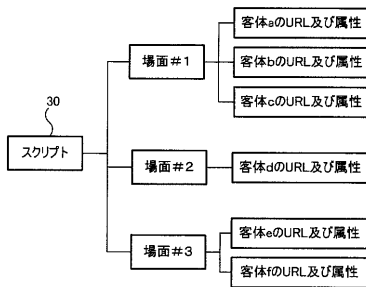 客体aのURL及び属性
場面#1
客体bのURL及び属性
客体cのURL及び属性
30
スクリプト
場面#2
客体dのURL及び属性
場面#3
客体eのURL及び属性
客体fのURL及び属性